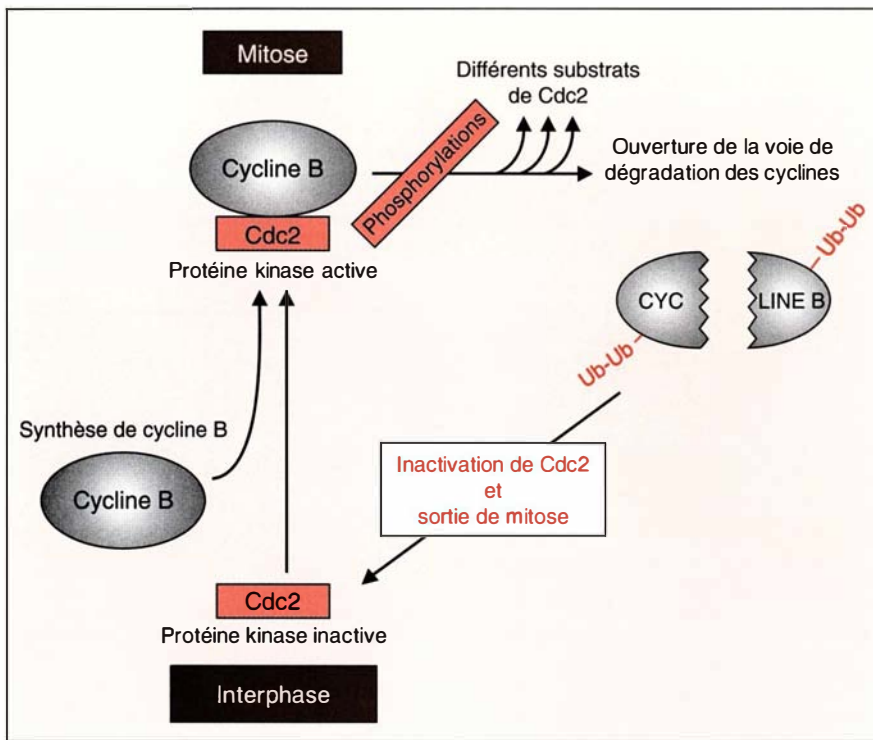 Mitose
Différents substrats
de Cdc2
Phosphorylations
Ouverture de la voie de
dégradation des cyclines
Cycline B
Cdc2
Protéine kinase active
Ub-Ub
CYC
LINE B
Ub-Ub
Synthèse de cycline B
Cycline B
Inactivation de Cdc2
et
sortie de mitose
Cdc2
Protéine kinase inactive
Interphase